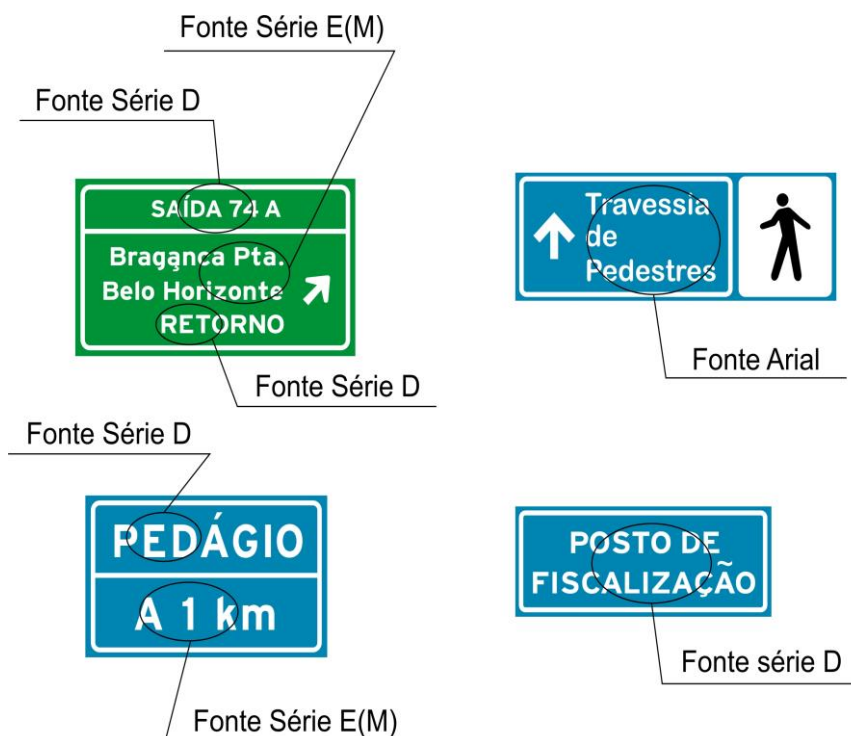 Fonte Série E(M)
Fonte Série D
SAÍDA 74 A
Bragança Pta.
Belo Horizonte
RETORNO
Fonte Série D
Travessia
de
Pedestres
Fonte Arial
Fonte Série D
PEDÁGIO
A 1 km
Fonte Série E(M)
POSTO DE
FISCALIZAÇÃO
Fonte série D